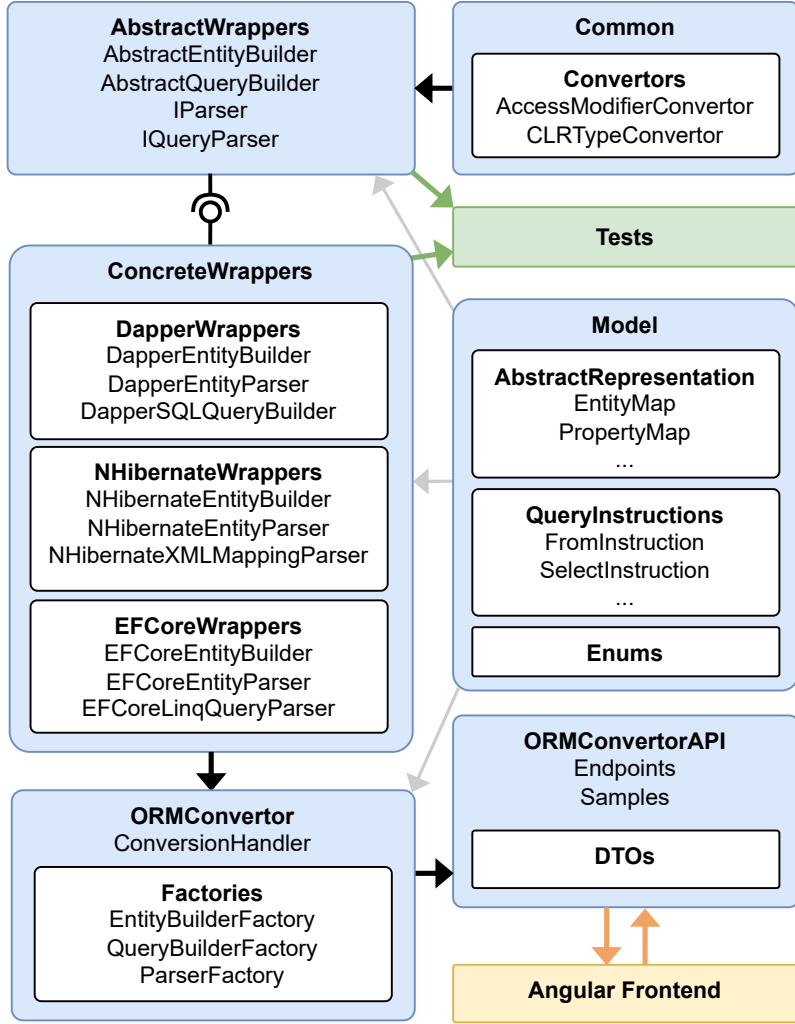 AbstractWrappers
AbstractEntityBuilder
AbstractQueryBuilder
IParser
IQueryParser
Common
Convertors
AccessModifierConvertor
CLRTypeConvertor
Tests
ConcreteWrappers
DapperWrappers
DapperEntityBuilder
DapperEntityParser
DapperSQLQueryBuilder
NHibernateWrappers
NHibernateEntityBuilder
NHibernateEntityParser
NHibernateXMLMappingParser
EFCoreWrappers
EFCoreEntityBuilder
EFCoreEntityParser
EFCoreLinqQueryParser
Model
AbstractRepresentation
EntityMap
PropertyMap
...
QueryInstructions
FromInstruction
SelectInstruction
...
Enums
ORMConvertor
ConversionHandler
Factories
EntityBuilderFactory
QueryBuilderFactory
ParserFactory
ORMConvertorAPI
Endpoints
Samples
DTOs
Angular Frontend